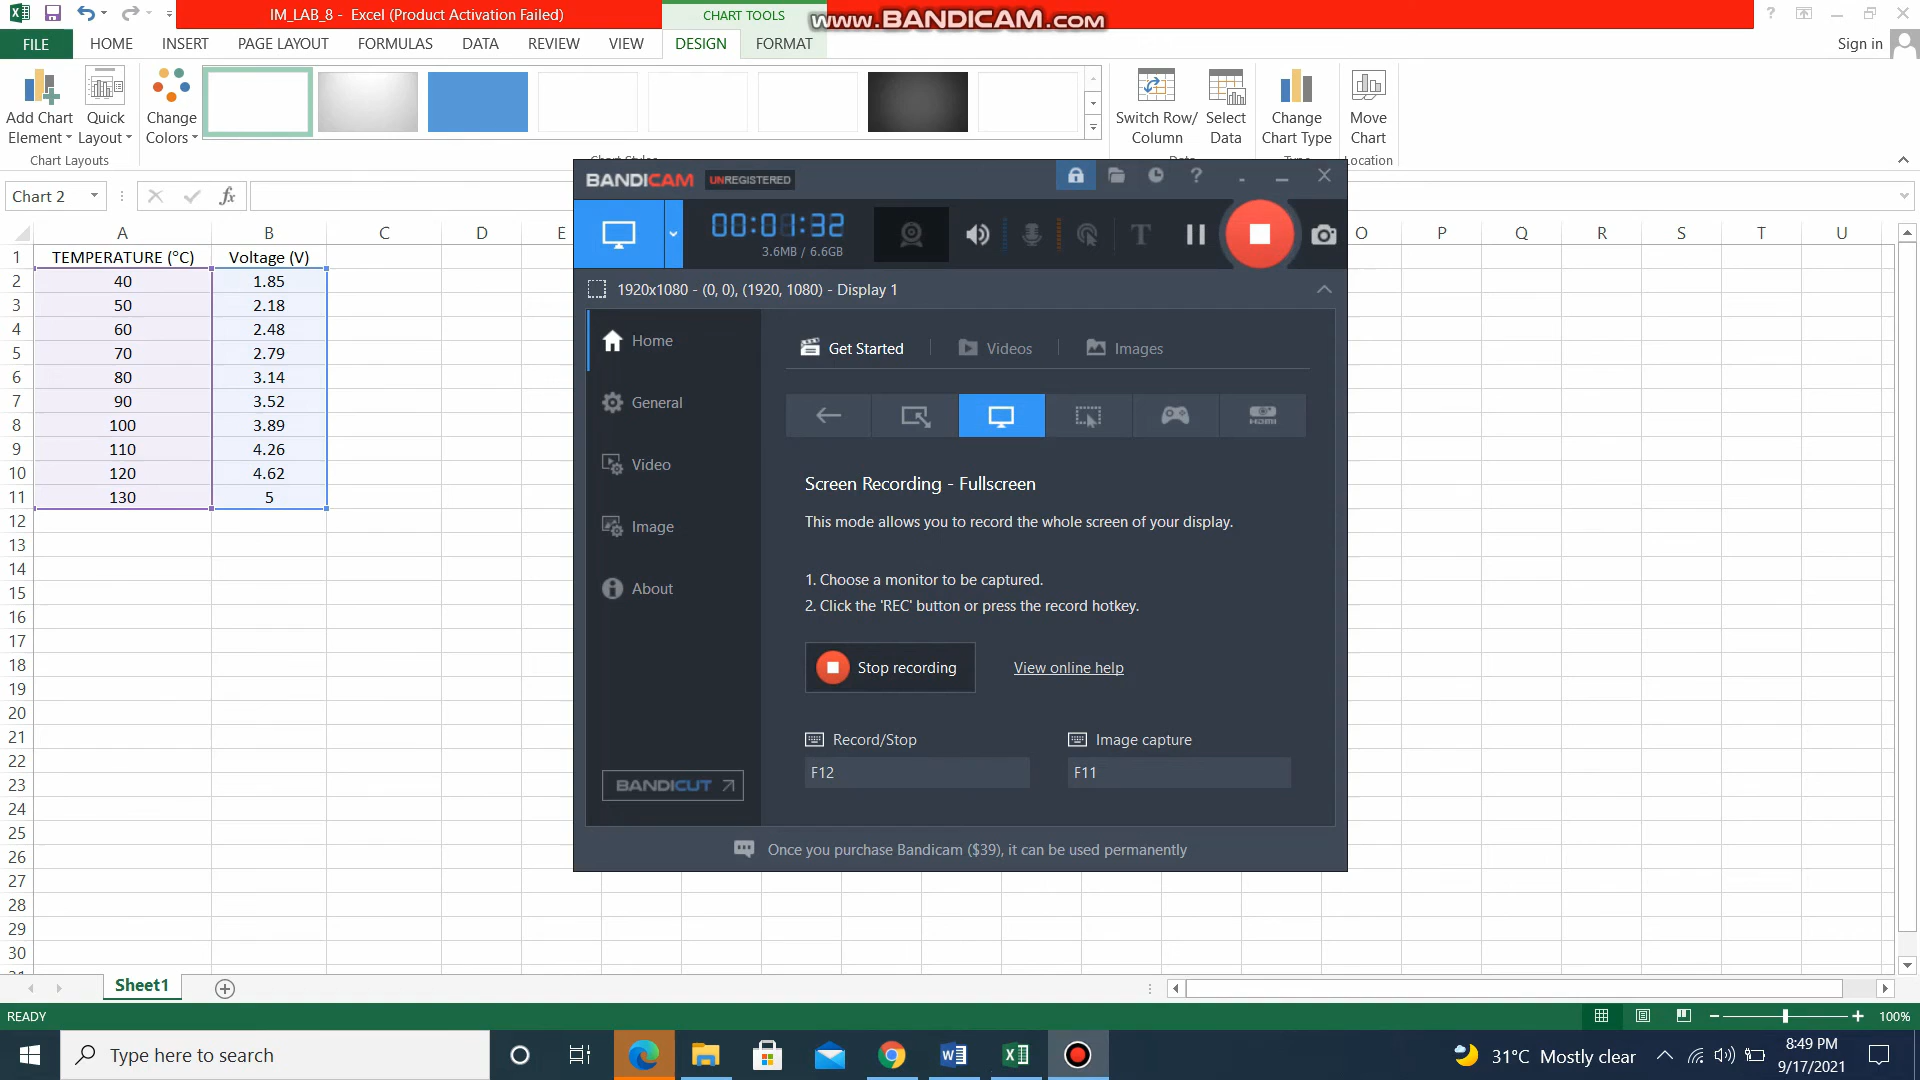 IM_LAB_8 - Excel (Product Activation Failed)
CHART TOOLS
www.BANDICAM.com
FILE HOME INSERT PAGE LAYOUT FORMULAS DATA REVIEW VIEW DESIGN FORMAT
Sign in
Add Chart Element
Quick Layout
Change Colors
Switch Row/ Column
Select Data
Change Chart Type
Move Chart
Chart Layouts
Location
Chart 2
fx
BANDICAM UNREGISTERED
00:01:32
3.6MB / 6.6GB
A B C D E O P Q R S T U
1 TEMPERATURE (°C) Voltage (V)
2 40 1.85
3 50 2.18
4 60 2.48
5 70 2.79
6 80 3.14
7 90 3.52
8 100 3.89
9 110 4.26
10 120 4.62
11 130 5
12
13
14
15
16
17
18
19
20
21
22
23
24
25
26
27
28
29
30
1920x1080 - (0, 0), (1920, 1080) - Display 1
Home
General
Video
Image
About
BANDICUT
Get Started
Videos
Images
HDMI
Screen Recording - Fullscreen
This mode allows you to record the whole screen of your display.
1. Choose a monitor to be captured.
2. Click the 'REC' button or press the record hotkey.
Stop recording
View online help
Record/Stop
F12
Image capture
F11
Once you purchase Bandicam ($39), it can be used permanently
Sheet1
READY
100%
Type here to search
31°C Mostly clear
8:49 PM
9/17/2021